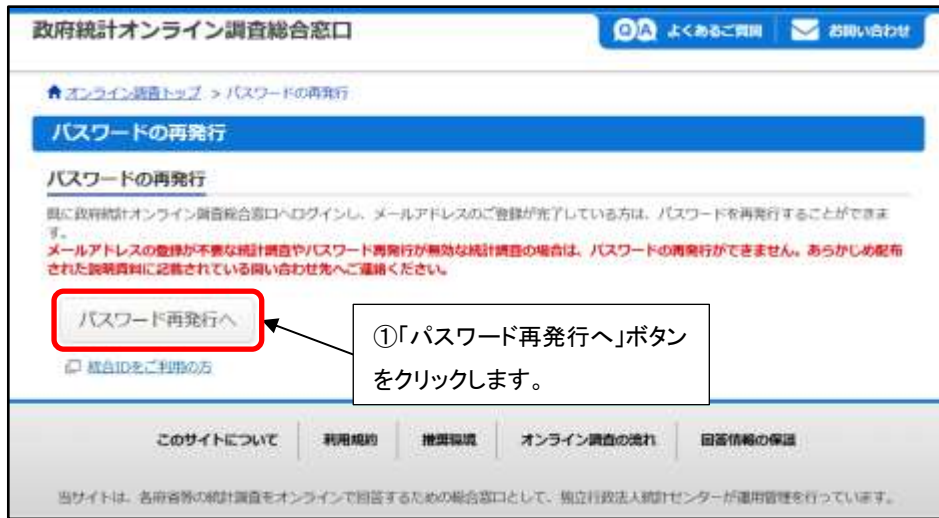 政府統計オンライン調査総合窓口
Q A よくあるご質問 お問い合わせ
オンライン調査トップ > パスワードの再発行
パスワードの再発行
パスワードの再発行
既に政府統計オンライン調査総合窓口へログインし、メールアドレスのご登録が完了している方は、パスワードを再発行することができま
す。
メールアドレスの登録が不要な統計調査やパスワード再発行が無効な統計調査の場合は、パスワードの再発行ができません。あらかじめ配布
された説明資料に記載されている問い合わせ先へご連絡ください。
パスワード再発行へ
①「パスワード再発行へ」ボタン
をクリックします。
統合IDをご利用の方
このサイトについて 利用規約 推奨環境 オンライン調査の流れ 回答情報の保護
当サイトは、各府省等の統計調査をオンラインで回答するための総合窓口として、独立行政法人統計センターが運用管理を行っています。